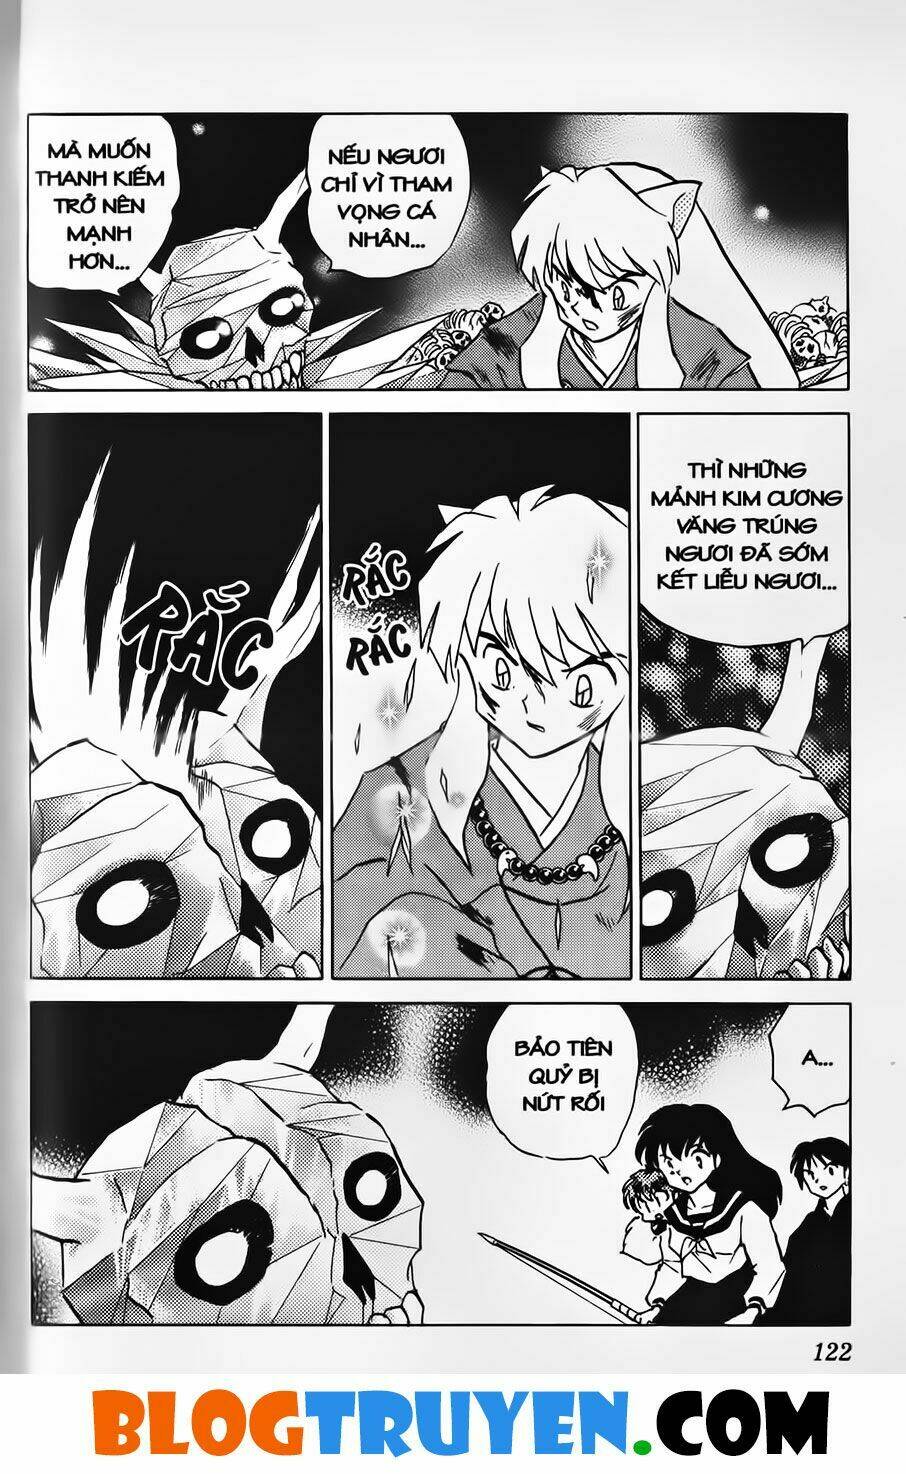 NẾU NGƯƠI
CHỈ VÌ THAM
VỌNG CÁ
NHÂN...
MÀ MUỐN
THANH KIẾM
TRỞ NÊN
MẠNH
HƠN...
THÌ NHỮNG
MẢNH KIM CƯƠNG
VĂNG TRÚNG
NGƯƠI ĐÃ SỚM
KẾT LIỄU NGƯƠI...
RẮC
RẮC
RẮC
A...
BẢO TIÊN
QUỶ BỊ
NỨT RỐI
122
BLOGTRUYEN.COM